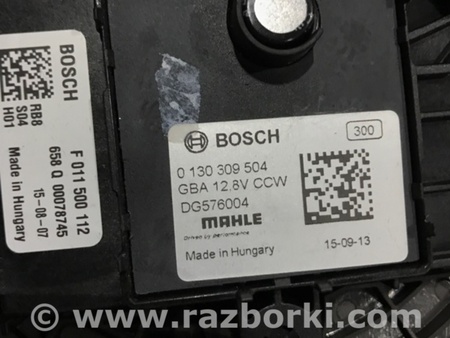 BOSCH
RB8
S04
H01
F 011 500 112
658 Q 00078745
15-08-07
Made in Hungary
BOSCH
300
0 130 309 504
GBA 12.8V CCW
DG576004
MAHLE
Driven by performance
Made in Hungary
15-09-13
www.razborki.com